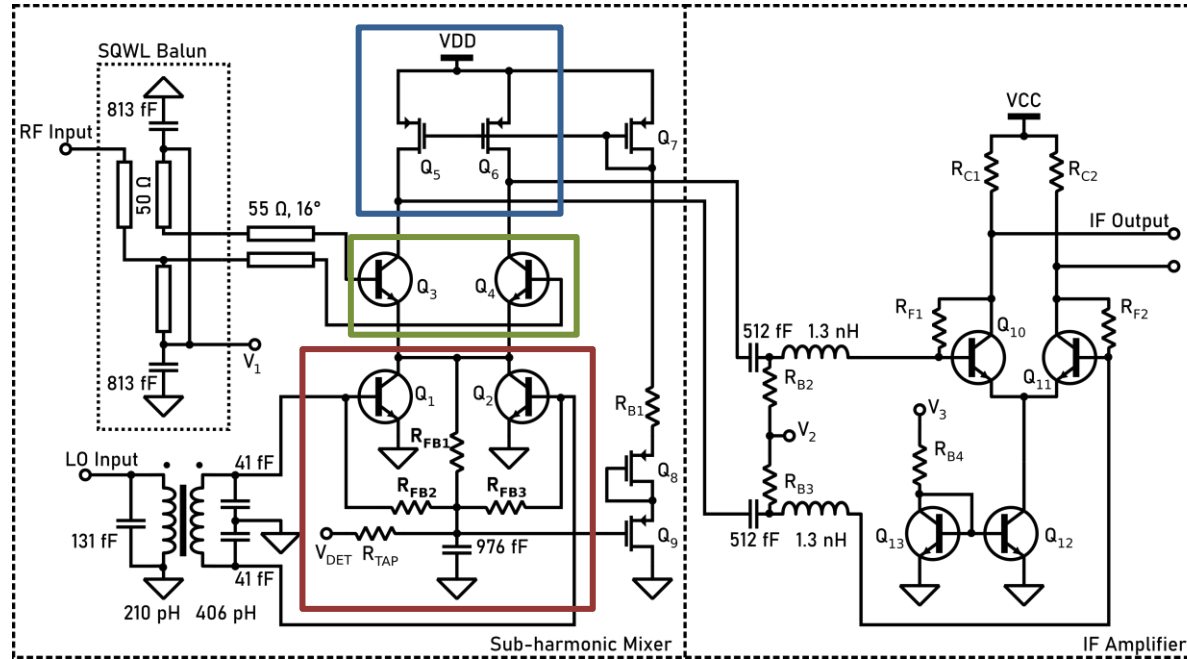 SQWL Balun
813 fF
RF Input
50 Ω
55 Ω, 16°
813 fF
V1
LO Input
41 fF
131 fF
41 fF
210 pH
406 pH
VDD
Q5
Q6
Q7
Q3
Q4
Q1
Q2
RFB1
RFB2
RFB3
VDET
RTAP
976 fF
RB1
Q8
Q9
Sub-harmonic Mixer
VCC
RC1
RC2
IF Output
RF1
RF2
Q10
Q11
512 fF
1.3 nH
RB2
V2
RB3
512 fF
1.3 nH
V3
RB4
Q13
Q12
IF Amplifier